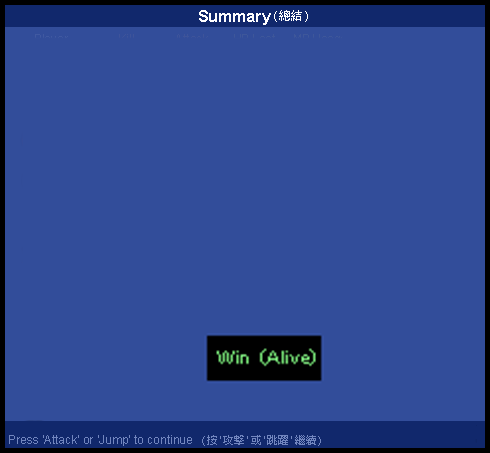 Summary (總結)
Win (Alive)
Press 'Attack' or 'Jump' to continue (按'攻擊'或'跳躍'繼續)